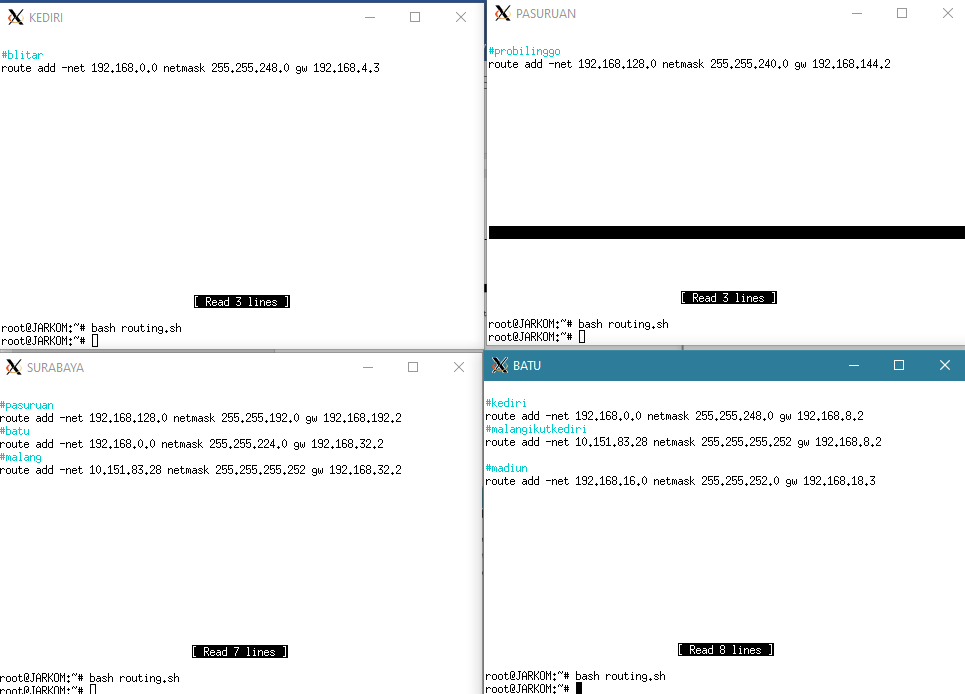 KEDIRI
#blitar
route add -net 192.168.0.0 netmask 255.255.248.0 gw 192.168.4.3
[ Read 3 lines ]
root@JARKOM:~# bash routing.sh
root@JARKOM:~#
PASURUAN
#probilinggo
route add -net 192.168.128.0 netmask 255.255.240.0 gw 192.168.144.2
[ Read 3 lines ]
root@JARKOM:~# bash routing.sh
root@JARKOM:~#
SURABAYA
#pasuruan
route add -net 192.168.128.0 netmask 255.255.192.0 gw 192.168.192.2
#batu
route add -net 192.168.0.0 netmask 255.255.224.0 gw 192.168.32.2
#malang
route add -net 10.151.83.28 netmask 255.255.255.252 gw 192.168.32.2
[ Read 7 lines ]
root@JARKOM:~# bash routing.sh
root@JARKOM:~#
BATU
#kediri
route add -net 192.168.0.0 netmask 255.255.248.0 gw 192.168.8.2
#malangikutkediri
route add -net 10.151.83.28 netmask 255.255.255.252 gw 192.168.8.2
#madiun
route add -net 192.168.16.0 netmask 255.255.252.0 gw 192.168.18.3
[ Read 8 lines ]
root@JARKOM:~# bash routing.sh
root@JARKOM:~#